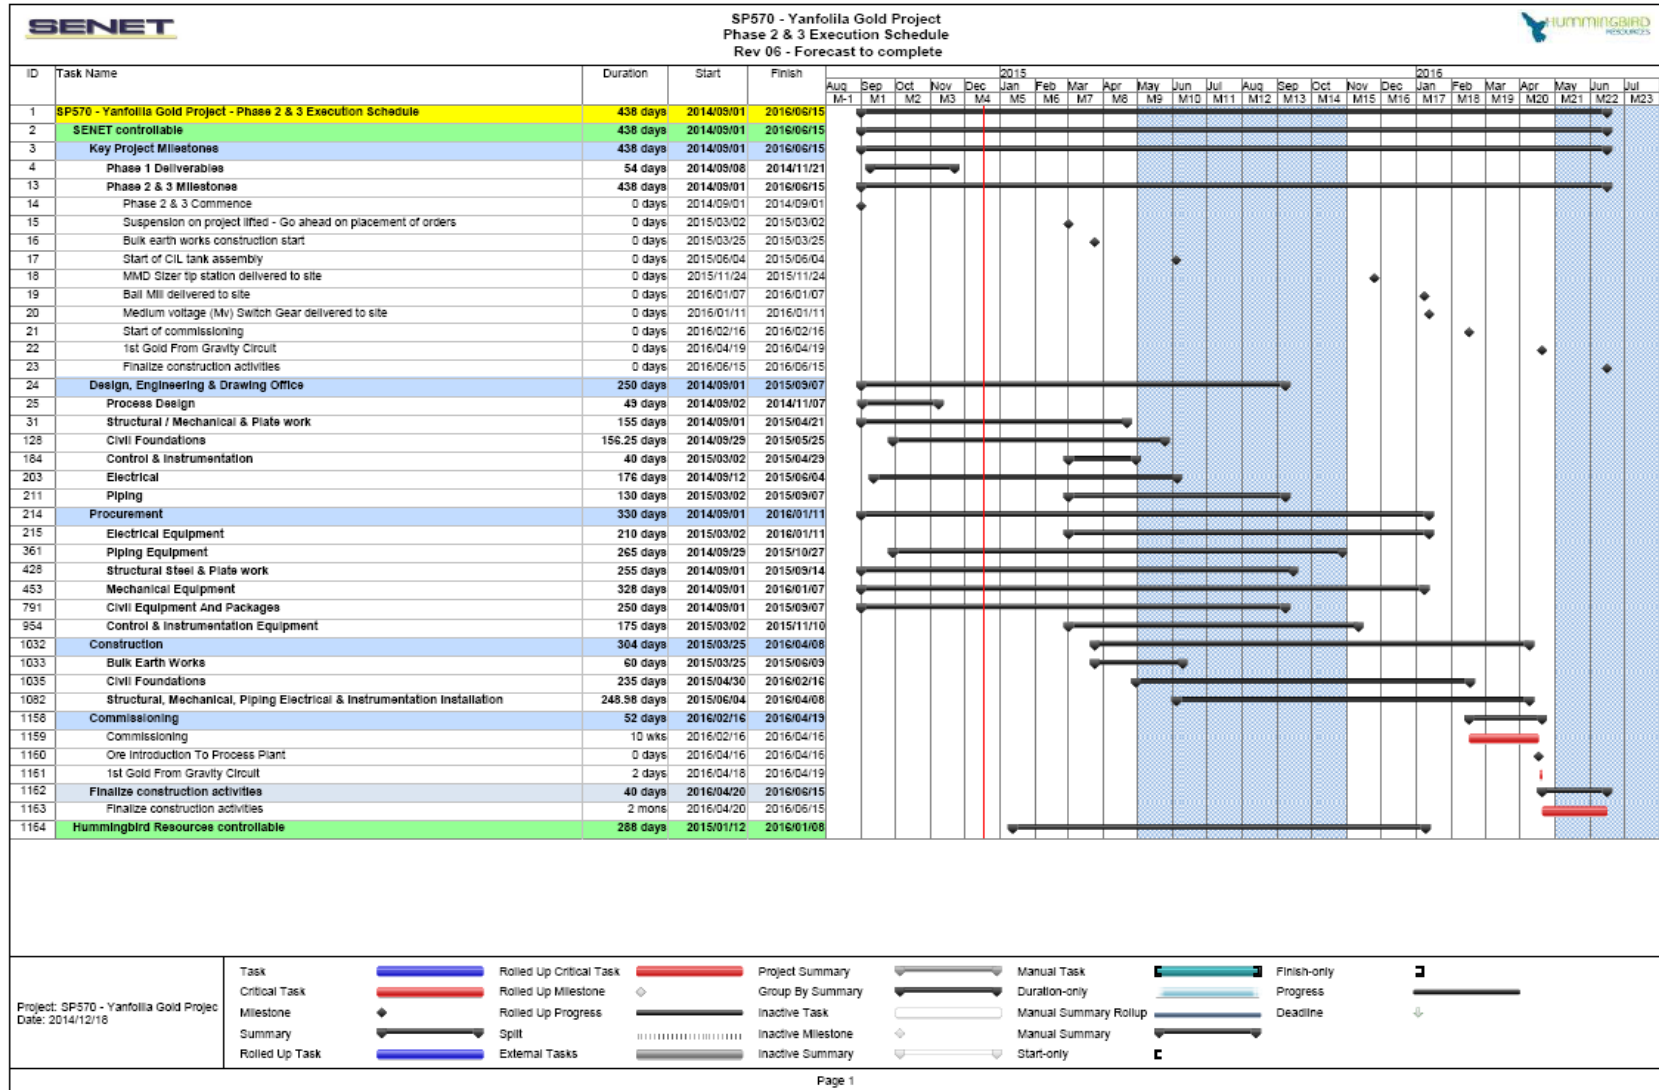 SENET
SP570 - Yanfolila Gold Project
Phase 2 & 3 Execution Schedule
Rev 06 - Forecast to complete
HUMMINGBIRD
RESOURCES
ID Task Name Duration Start Finish 2015 2016
Aug Sep Oct Nov Dec Jan Feb Mar Apr May Jun Jul Aug Sep Oct Nov Dec Jan Feb Mar Apr May Jun Jul
M-1 M1 M2 M3 M4 M5 M6 M7 M8 M9 M10 M11 M12 M13 M14 M15 M16 M17 M18 M19 M20 M21 M22 M23
1 SP570 - Yanfolila Gold Project - Phase 2 & 3 Execution Schedule 438 days 2014/09/01 2016/06/15
2 SENET controllable 438 days 2014/09/01 2016/06/15
3 Key Project Milestones 438 days 2014/09/01 2016/06/15
4 Phase 1 Deliverables 54 days 2014/09/08 2014/11/21
13 Phase 2 & 3 Milestones 438 days 2014/09/01 2016/06/15
14 Phase 2 & 3 Commence 0 days 2014/09/01 2014/09/01
15 Suspension on project lifted - Go ahead on placement of orders 0 days 2015/03/02 2015/03/02
16 Bulk earth works construction start 0 days 2015/03/25 2015/03/25
17 Start of CIL tank assembly 0 days 2015/06/04 2015/06/04
18 MMD Sizer tip station delivered to site 0 days 2015/11/24 2015/11/24
19 Ball Mill delivered to site 0 days 2016/01/07 2016/01/07
20 Medium voltage (Mv) Switch Gear delivered to site 0 days 2016/01/11 2016/01/11
21 Start of commissioning 0 days 2016/02/16 2016/02/16
22 1st Gold From Gravity Circuit 0 days 2016/04/19 2016/04/19
23 Finalize construction activities 0 days 2016/06/15 2016/06/15
24 Design, Engineering & Drawing Office 250 days 2014/09/01 2015/09/07
25 Process Design 49 days 2014/09/02 2014/11/07
31 Structural / Mechanical & Plate work 155 days 2014/09/01 2015/04/21
128 Civil Foundations 156.25 days 2014/09/29 2015/05/25
184 Control & Instrumentation 40 days 2015/03/02 2015/04/29
203 Electrical 176 days 2014/09/12 2015/06/04
211 Piping 130 days 2015/03/02 2015/09/07
214 Procurement 330 days 2014/09/01 2016/01/11
215 Electrical Equipment 210 days 2015/03/02 2016/01/11
361 Piping Equipment 265 days 2014/09/29 2015/10/27
428 Structural Steel & Plate work 255 days 2014/09/01 2015/09/14
453 Mechanical Equipment 328 days 2014/09/01 2016/01/07
791 Civil Equipment And Packages 250 days 2014/09/01 2015/09/07
954 Control & Instrumentation Equipment 175 days 2015/03/02 2015/11/10
1032 Construction 304 days 2015/03/25 2016/04/08
1033 Bulk Earth Works 60 days 2015/03/25 2015/06/09
1035 Civil Foundations 235 days 2015/04/30 2016/02/16
1082 Structural, Mechanical, Piping Electrical & Instrumentation Installation 248.98 days 2015/06/04 2016/04/08
1158 Commissioning 52 days 2016/02/16 2016/04/19
1159 Commissioning 10 wks 2016/02/16 2016/04/16
1160 Ore Introduction To Process Plant 0 days 2016/04/16 2016/04/16
1161 1st Gold From Gravity Circuit 2 days 2016/04/18 2016/04/19
1162 Finalize construction activities 40 days 2016/04/20 2016/06/15
1163 Finalize construction activities 2 mons 2016/04/20 2016/06/15
1164 Hummingbird Resources controllable 288 days 2015/01/12 2016/01/08
Project: SP570 - Yanfolila Gold Projec
Date: 2014/12/18
Task Rolled Up Critical Task Project Summary Manual Task Finish-only
Critical Task Rolled Up Milestone Group By Summary Duration-only Progress
Milestone Rolled Up Progress Inactive Task Manual Summary Rollup Deadline
Summary Split Inactive Milestone Manual Summary
Rolled Up Task External Tasks Inactive Summary Start-only
Page 1